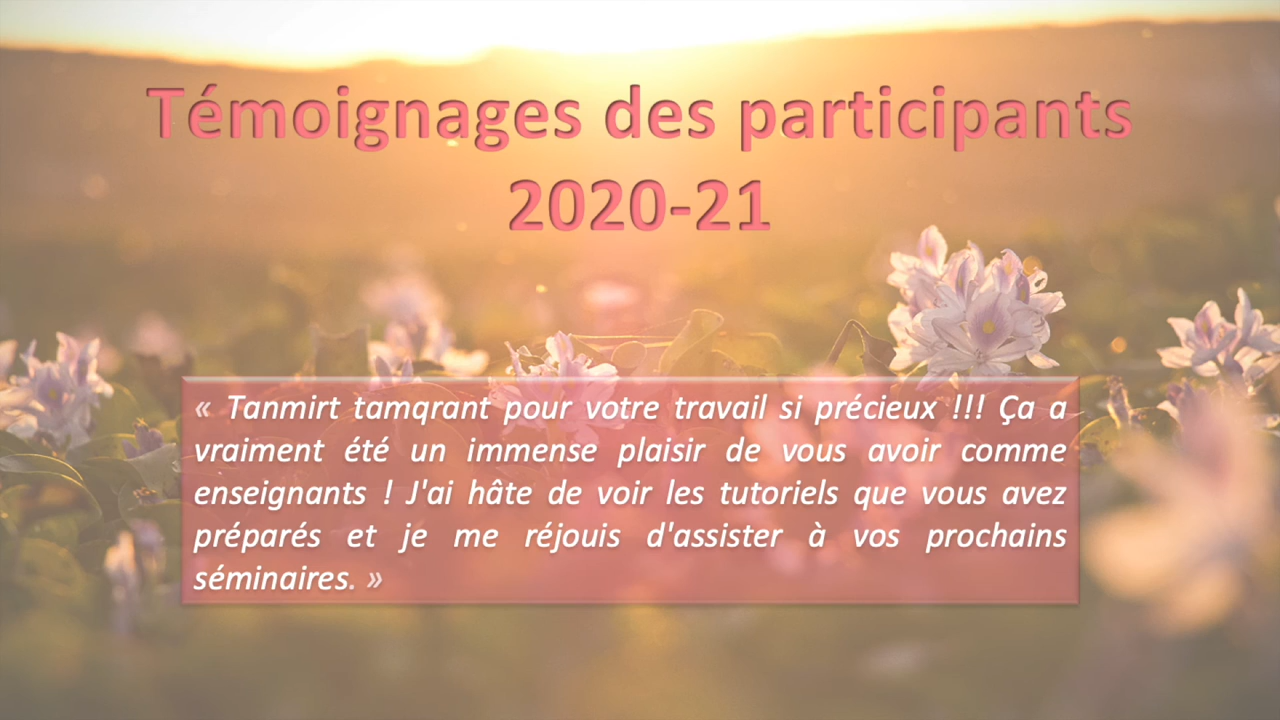 Témoignages des participants
2020-21
« Tanmirt tamqrant pour votre travail si précieux !!! Ça a
vraiment été un immense plaisir de vous avoir comme
enseignants ! J'ai hâte de voir les tutoriels que vous avez
préparés et je me réjouis d'assister à vos prochains
séminaires. »